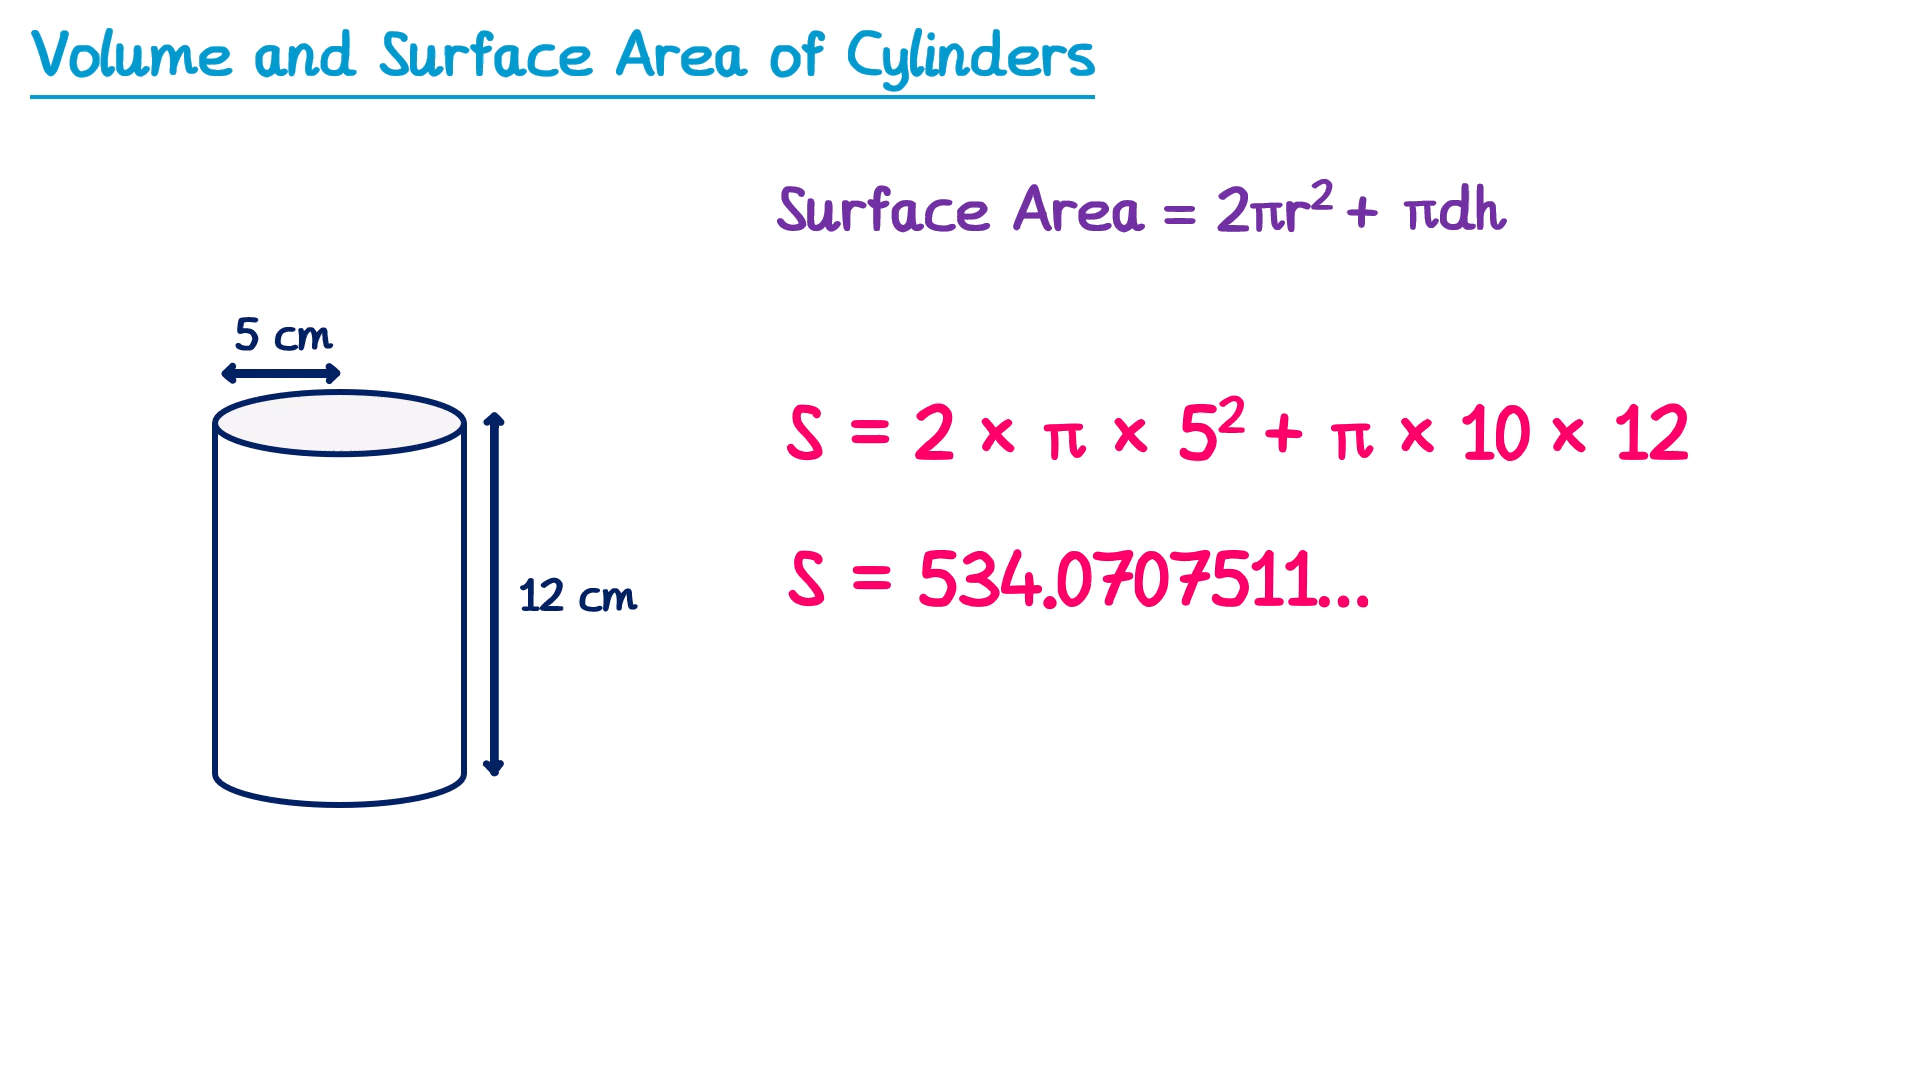 Volume and Surface Area of Cylinders
Surface Area = 2πr² + πdh
5 cm
12 cm
S = 2 × π × 5² + π × 10 × 12
S = 534.0707511...